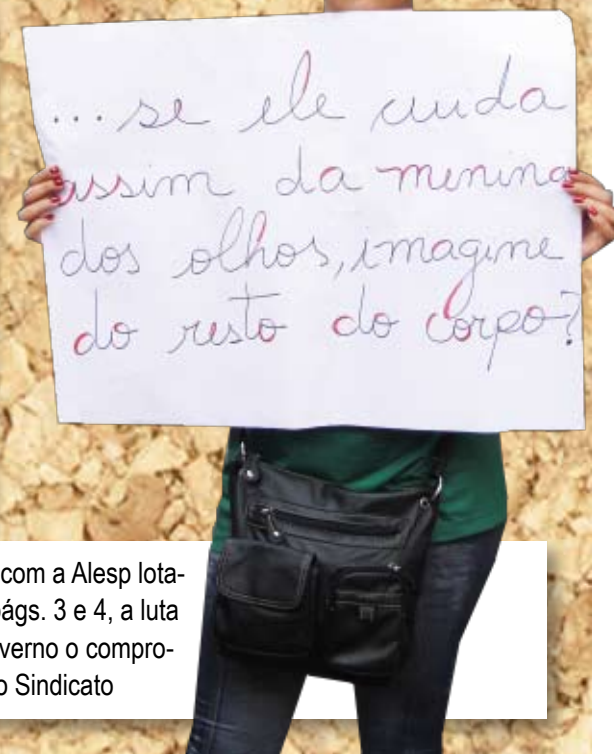 ...se ele cuida
assim da menina
dos olhos, imagine
do resto do corpo?
com a Alesp lota-
págs. 3 e 4, a luta
verno o compro-
o Sindicato